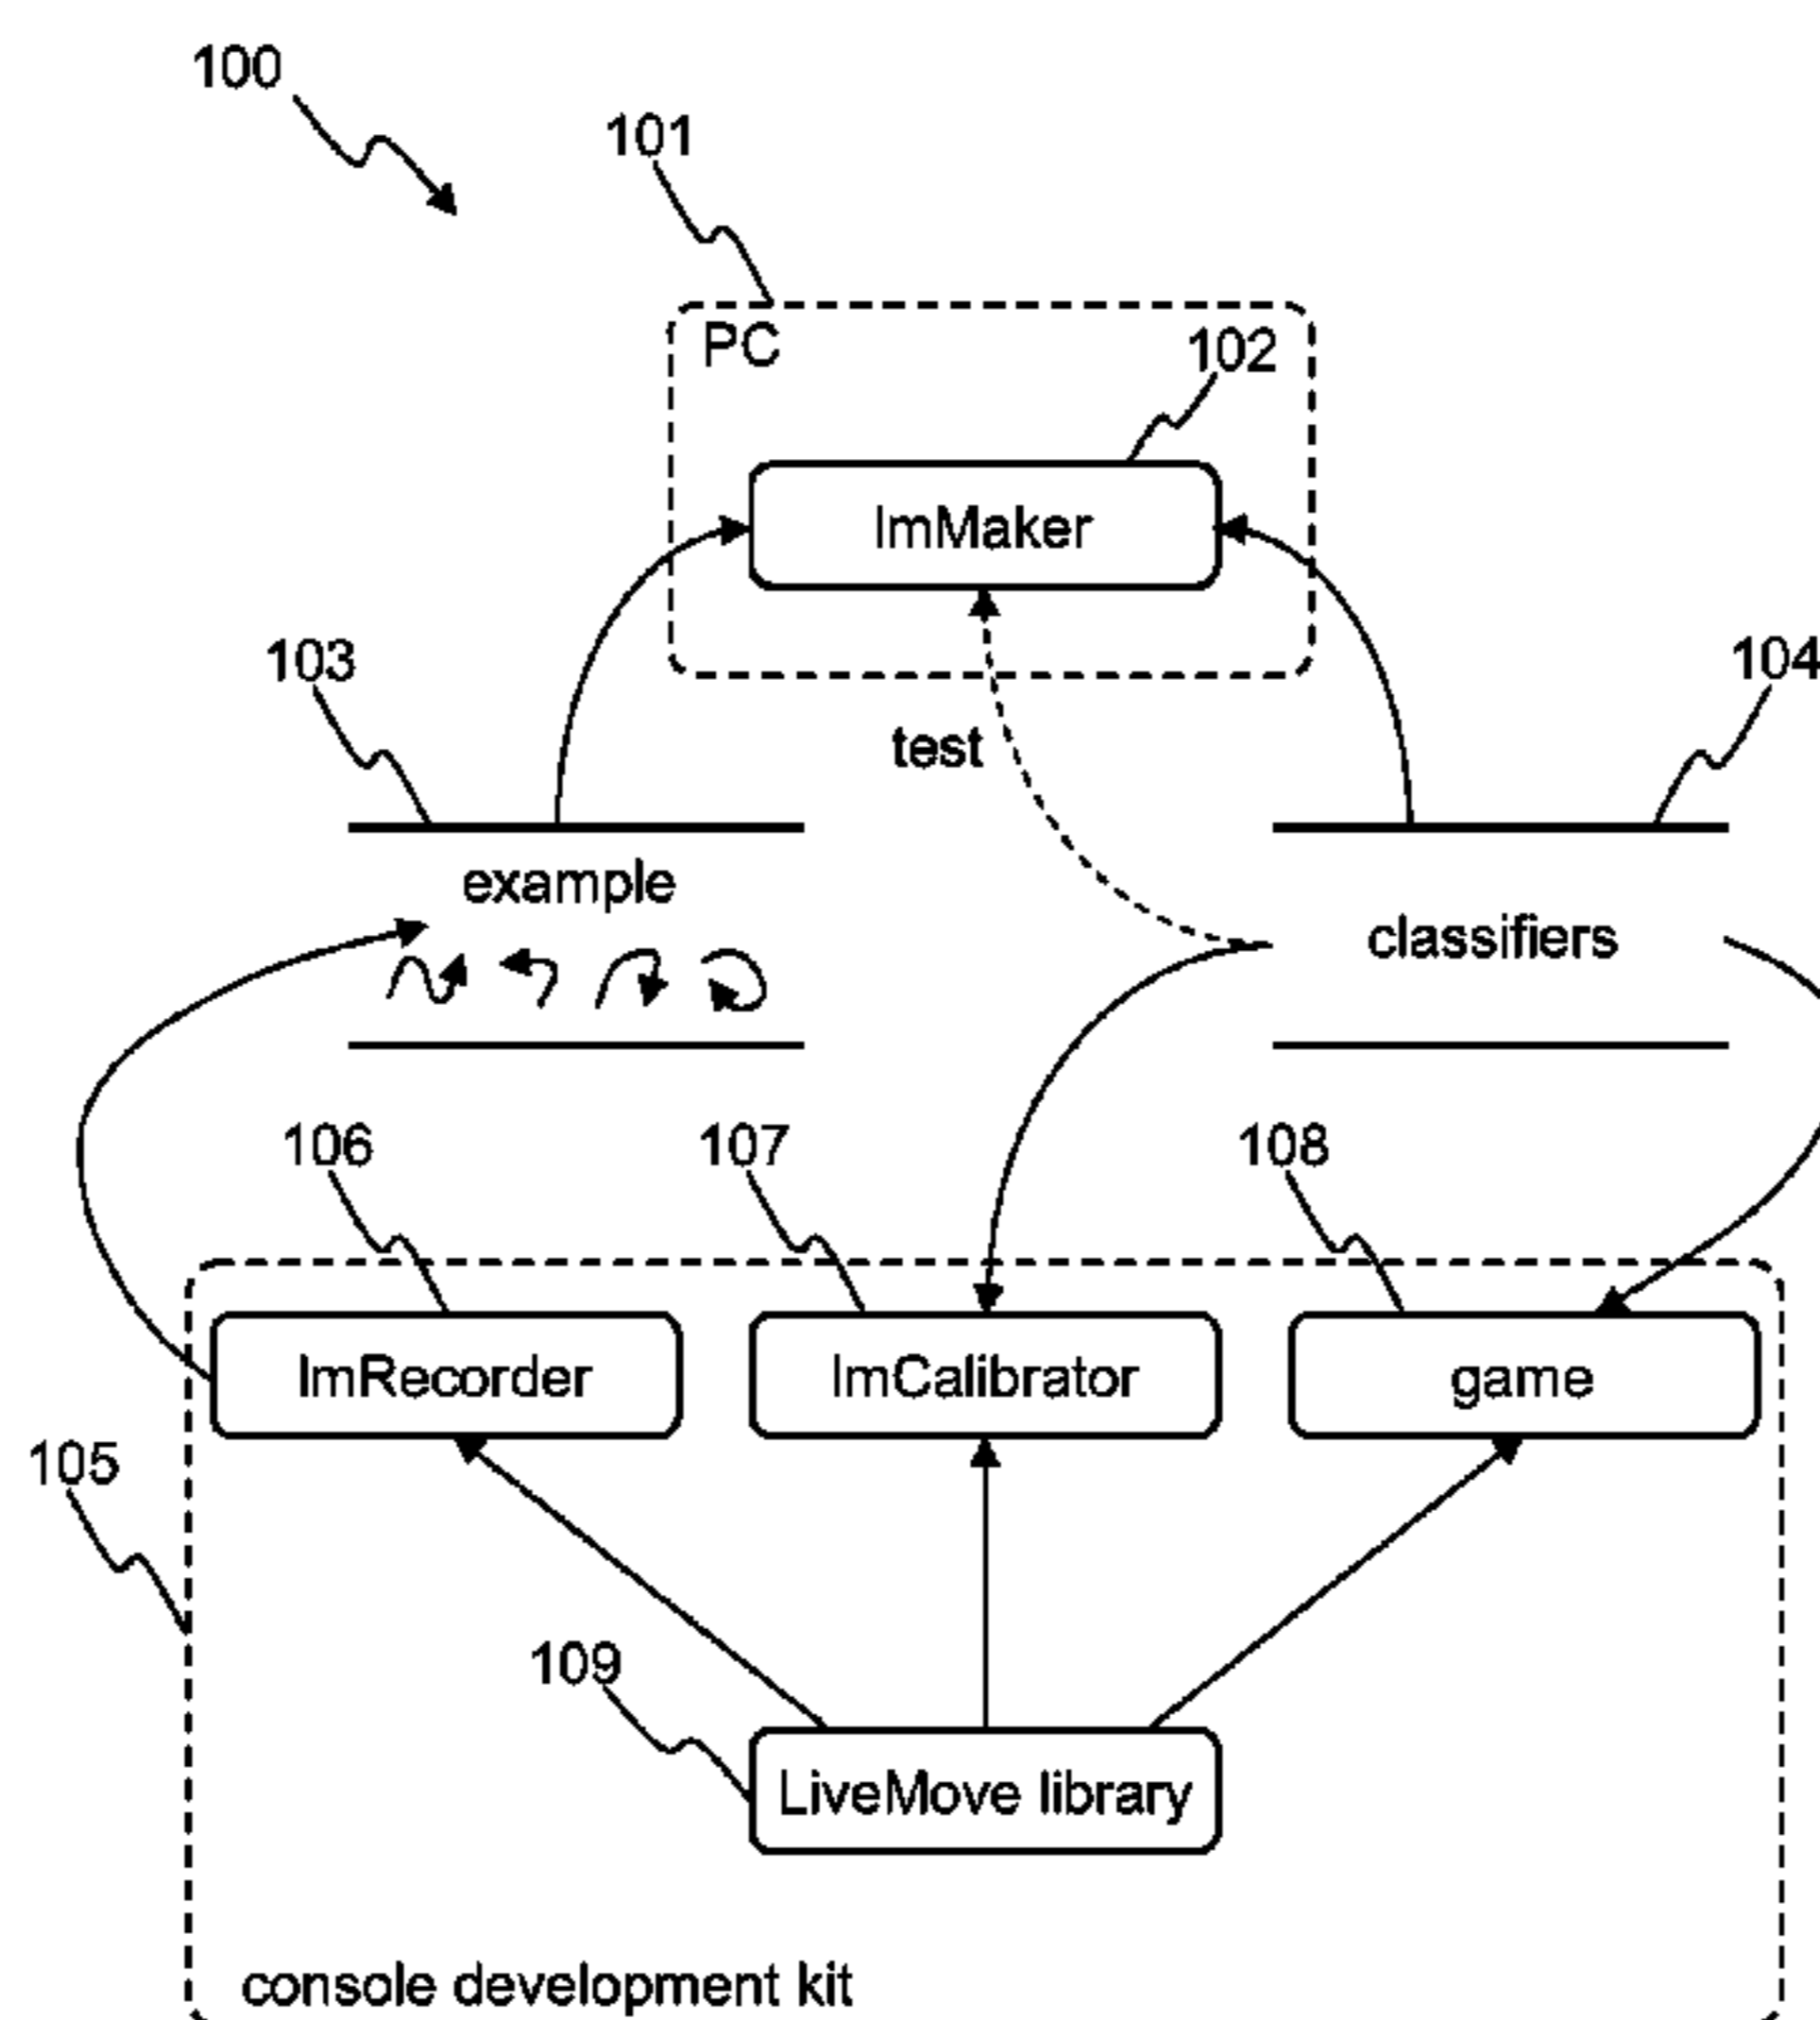 100
101
PC
102
lmMaker
103
104
test
example
classifiers
106
107
108
lmRecorder
lmCalibrator
game
105
109
LiveMove library
console development kit